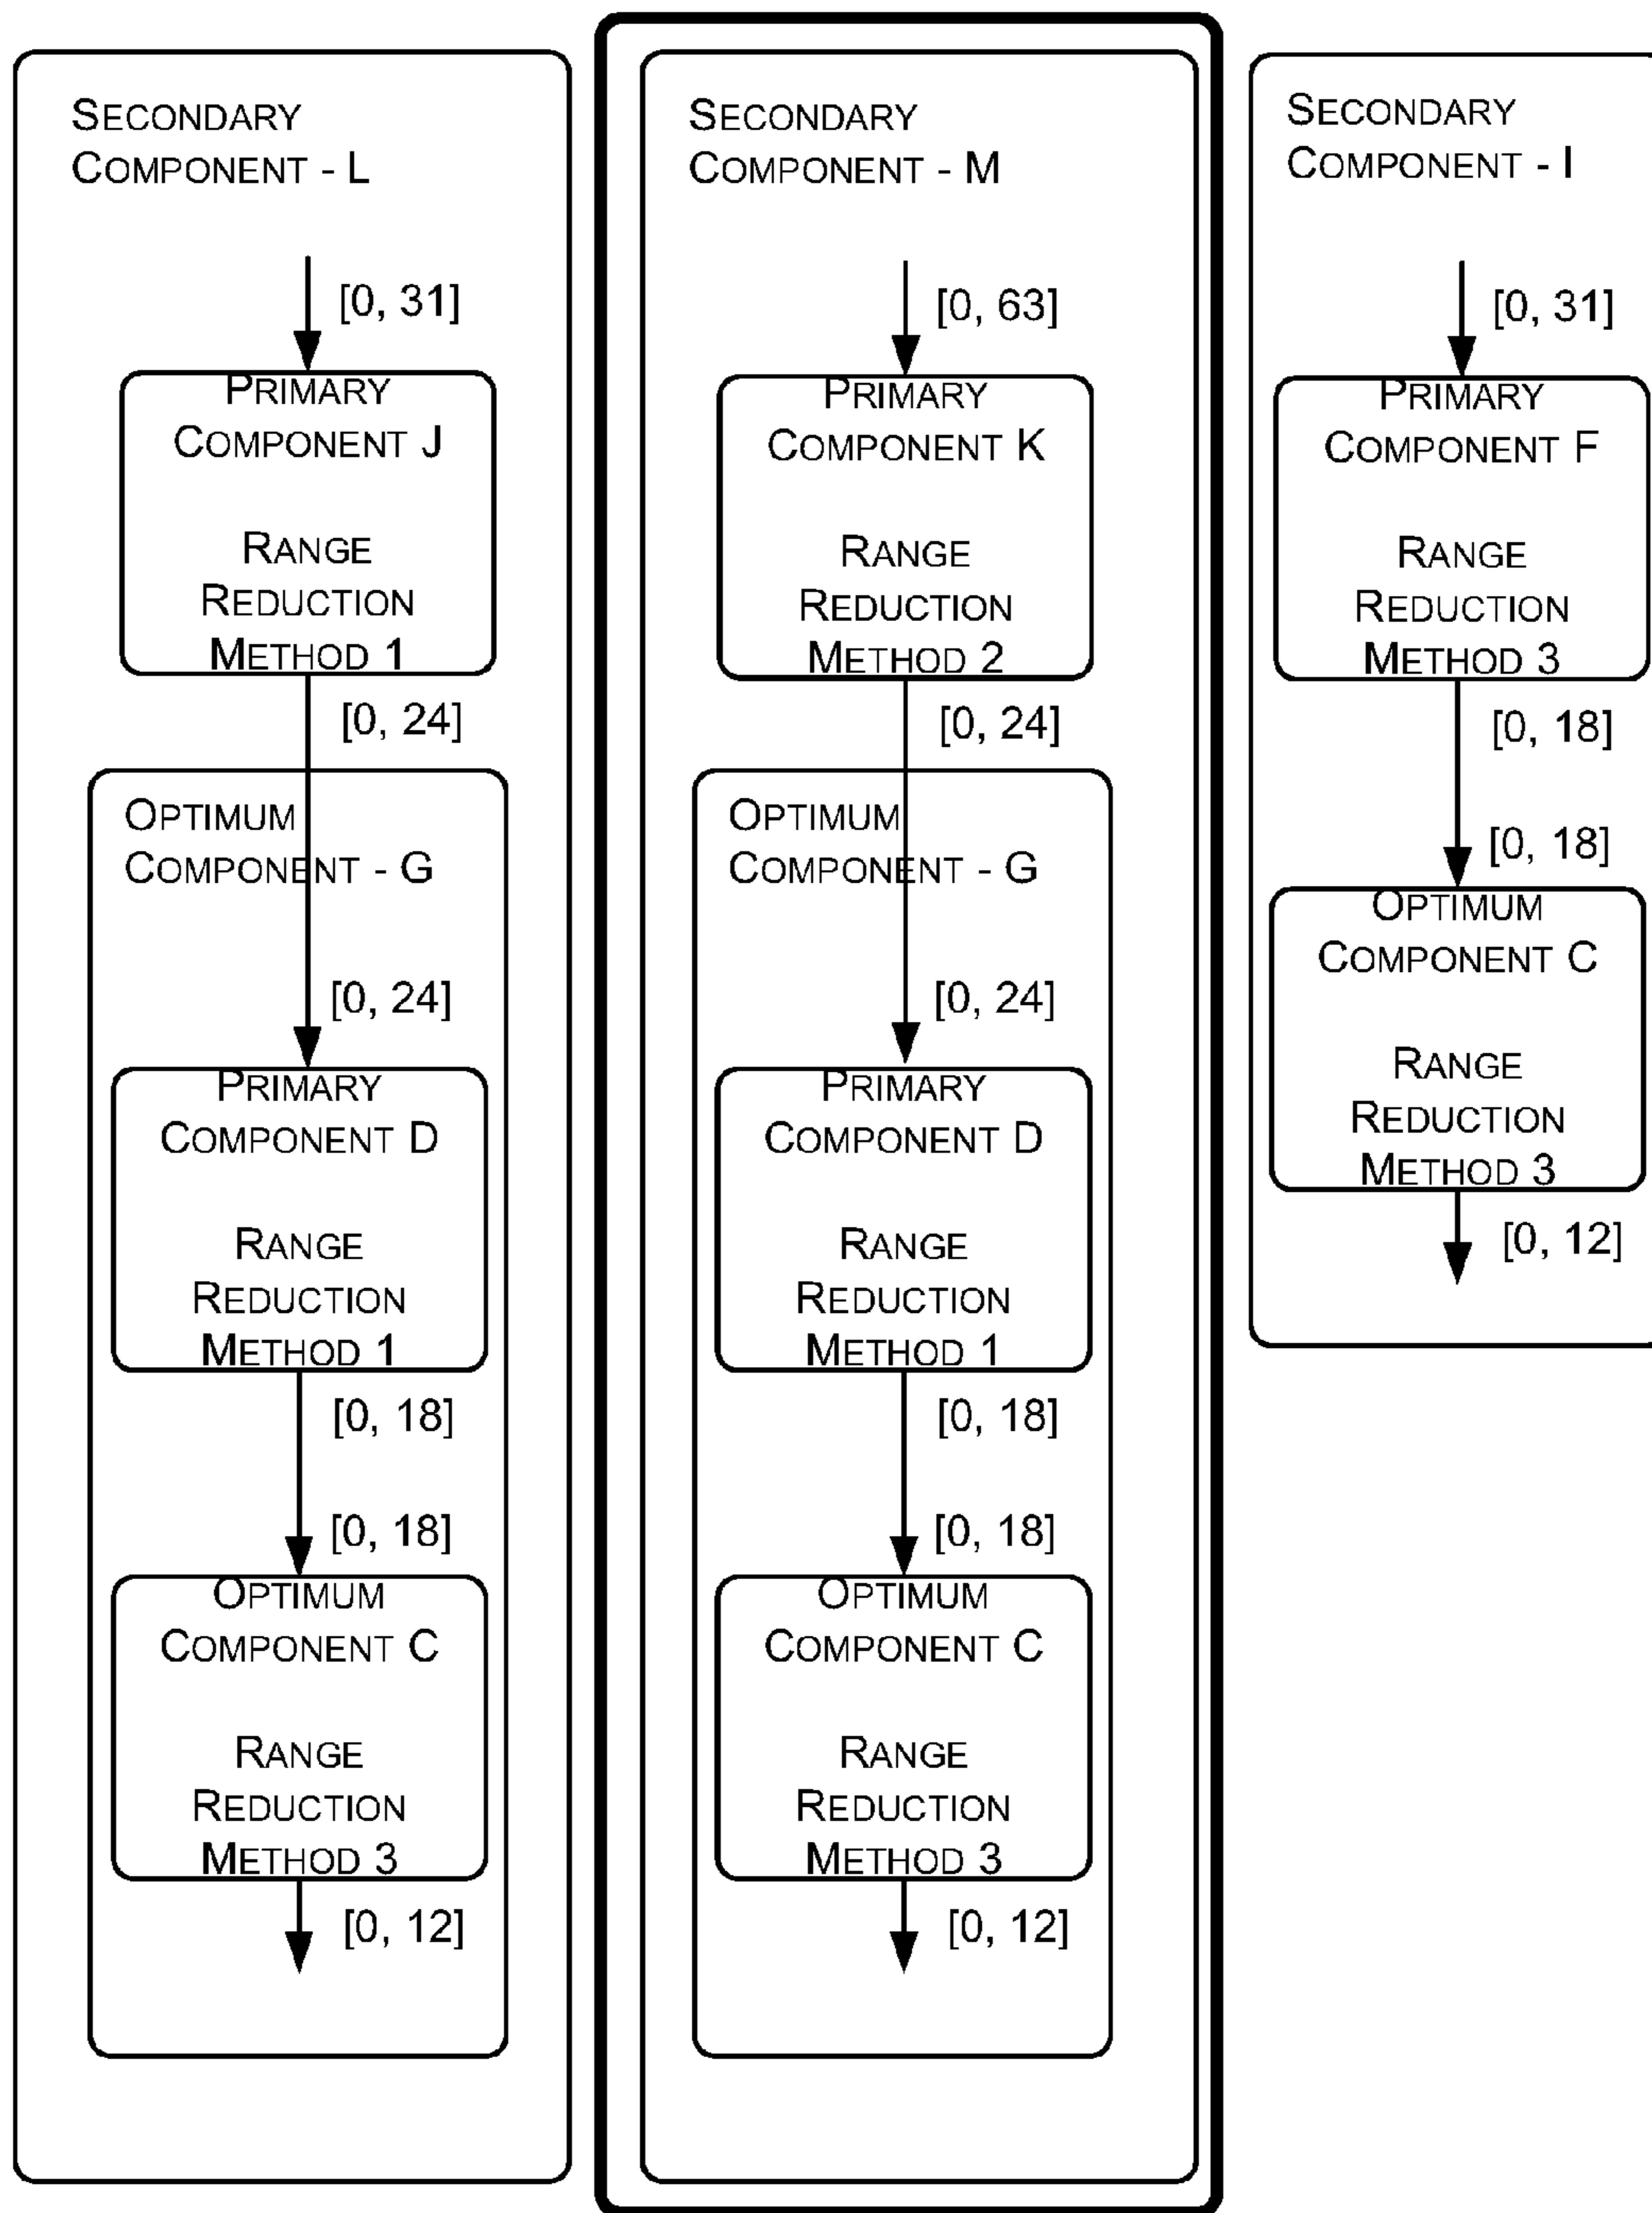 SECONDARY
COMPONENT - L
[0, 31]
PRIMARY
COMPONENT J
RANGE
REDUCTION
METHOD 1
[0, 24]
OPTIMUM
COMPONENT - G
[0, 24]
PRIMARY
COMPONENT D
RANGE
REDUCTION
METHOD 1
[0, 18]
[0, 18]
OPTIMUM
COMPONENT C
RANGE
REDUCTION
METHOD 3
[0, 12]
SECONDARY
COMPONENT - M
[0, 63]
PRIMARY
COMPONENT K
RANGE
REDUCTION
METHOD 2
[0, 24]
OPTIMUM
COMPONENT - G
[0, 24]
PRIMARY
COMPONENT D
RANGE
REDUCTION
METHOD 1
[0, 18]
[0, 18]
OPTIMUM
COMPONENT C
RANGE
REDUCTION
METHOD 3
[0, 12]
SECONDARY
COMPONENT - I
[0, 31]
PRIMARY
COMPONENT F
RANGE
REDUCTION
METHOD 3
[0, 18]
[0, 18]
OPTIMUM
COMPONENT C
RANGE
REDUCTION
METHOD 3
[0, 12]